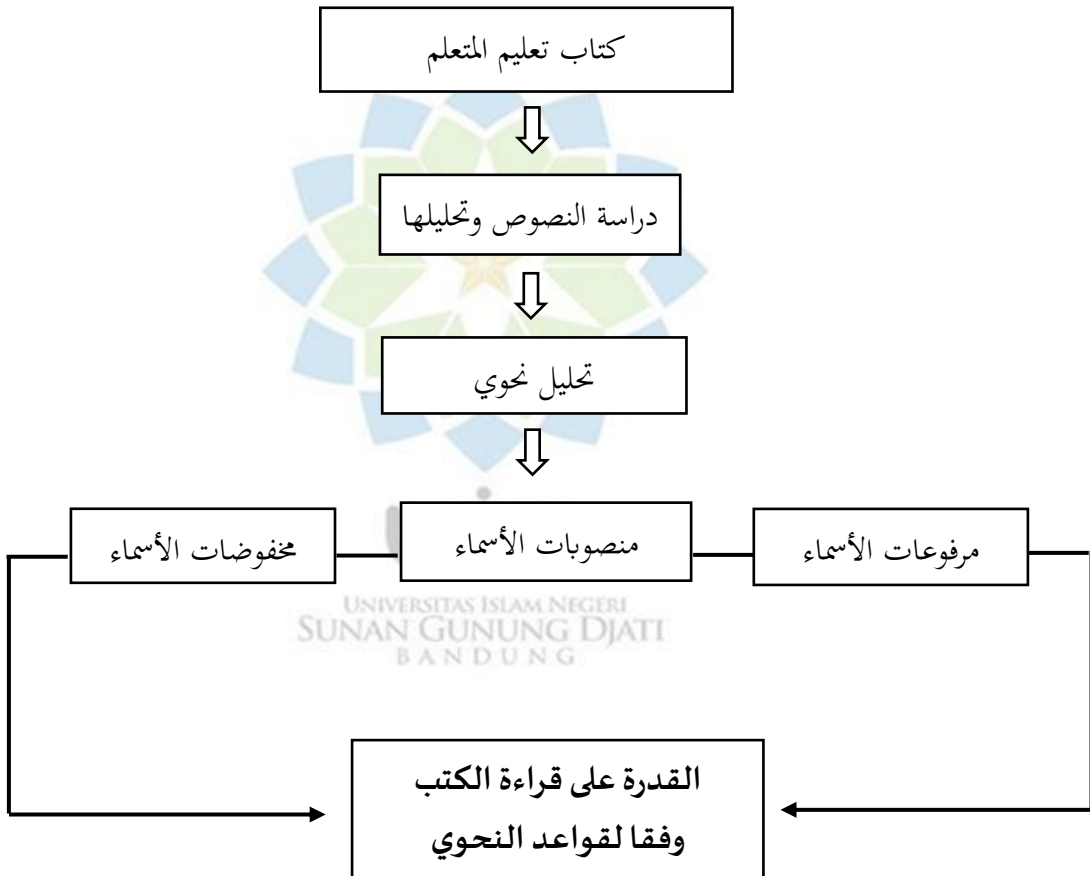 كتاب تعليم المتعلم
دراسة النصوص وتحليلها
تحليل نحوي
مرفوعات الأسماء
منصوبات الأسماء
مخفوضات الأسماء
UNIVERSITAS ISLAM NEGERI
SUNAN GUNUNG DJATI
BANDUNG
القدرة على قراءة الكتب
وفقا لقواعد النحوي